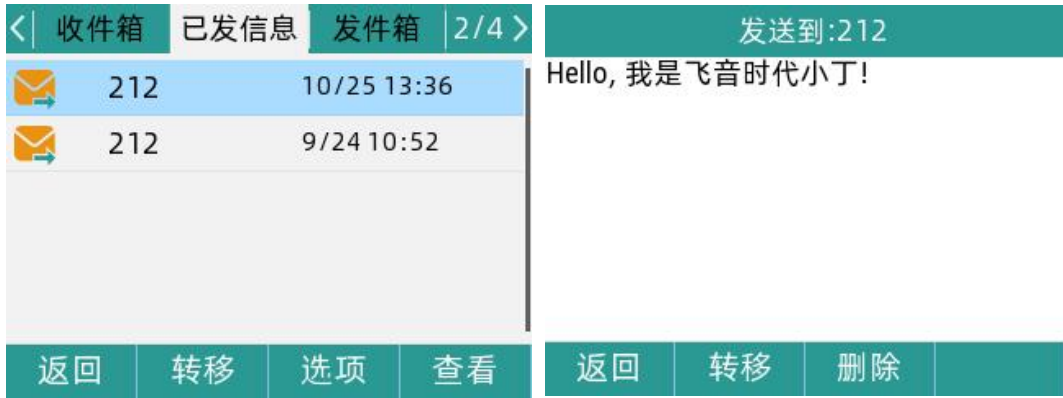 收件箱 已发信息 发件箱 2/4
212 10/25 13:36
212 9/24 10:52
返回 转移 选项 查看
发送到:212
Hello, 我是飞音时代小丁!
返回 转移 删除